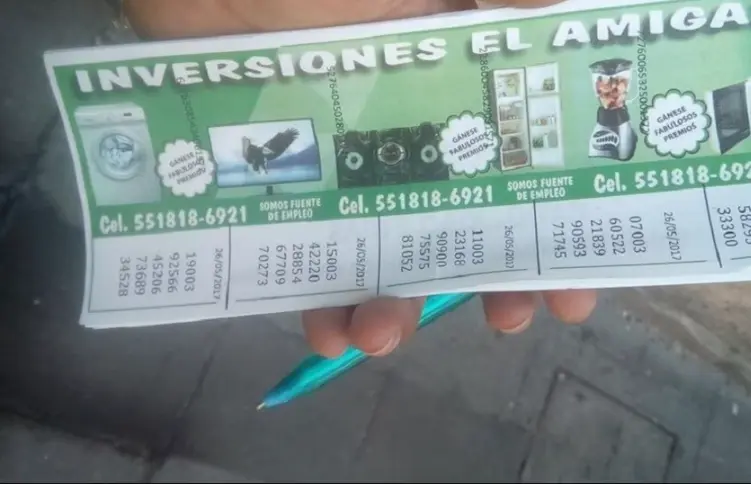 INVERSIONES EL AMIGA
GÁNESE
FABULOSOS
PREMIOS
GÁNESE
FABULOSOS
PREMIOS
GÁNESE
FABULOSOS
PREMIOS
Cel. 551818-6921
SOMOS FUENTE
DE EMPLEO
Cel. 551818-6921
SOMOS FUENTE
DE EMPLEO
Cel. 551818-692
26/05/2017
19003
92566
45206
73689
34528
26/05/2017
15003
42220
28854
67709
70273
26/05/2017
11003
23168
90900
75575
81052
26/05/2017
07003
60522
21839
90593
71745
33300